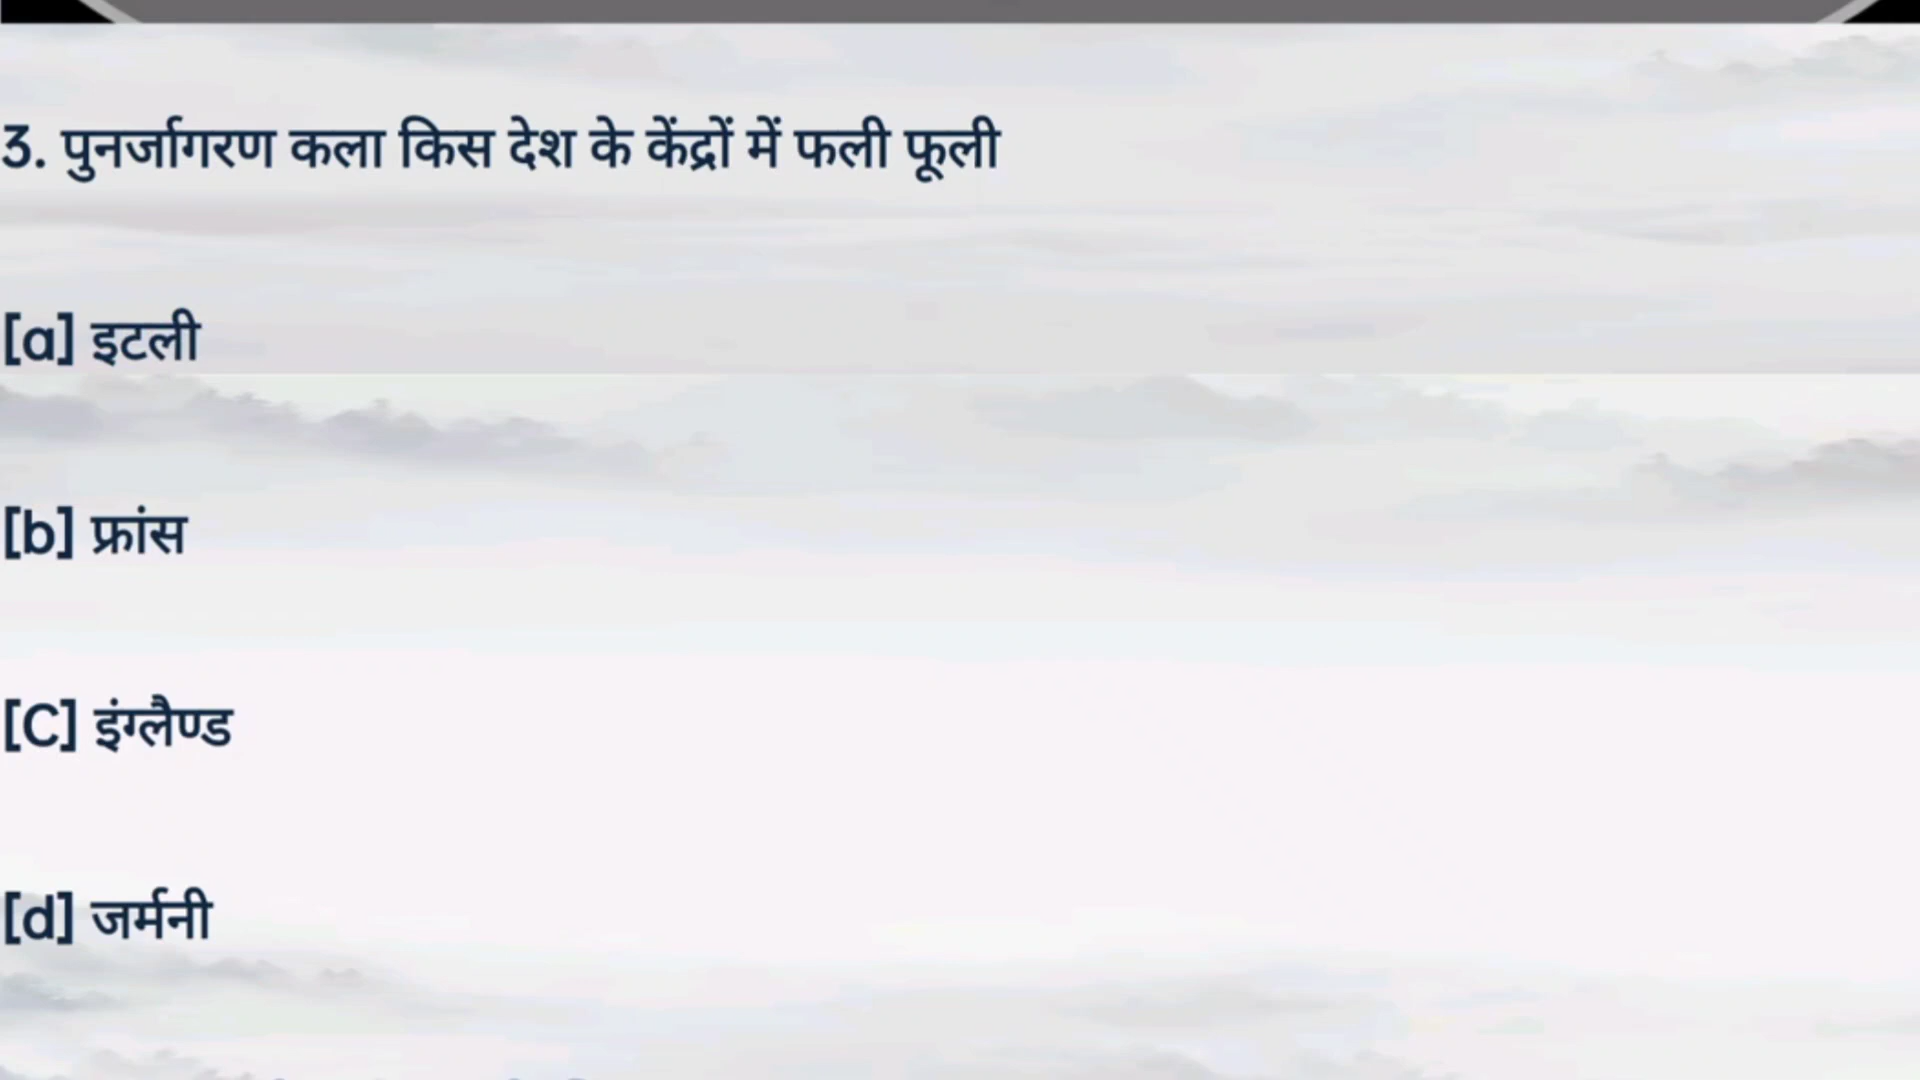 3. पुनर्जागरण कला किस देश के केंद्रों में फली फूली
[a] इटली
[b] फ्रांस
[C] इंग्लैण्ड
[d] जर्मनी